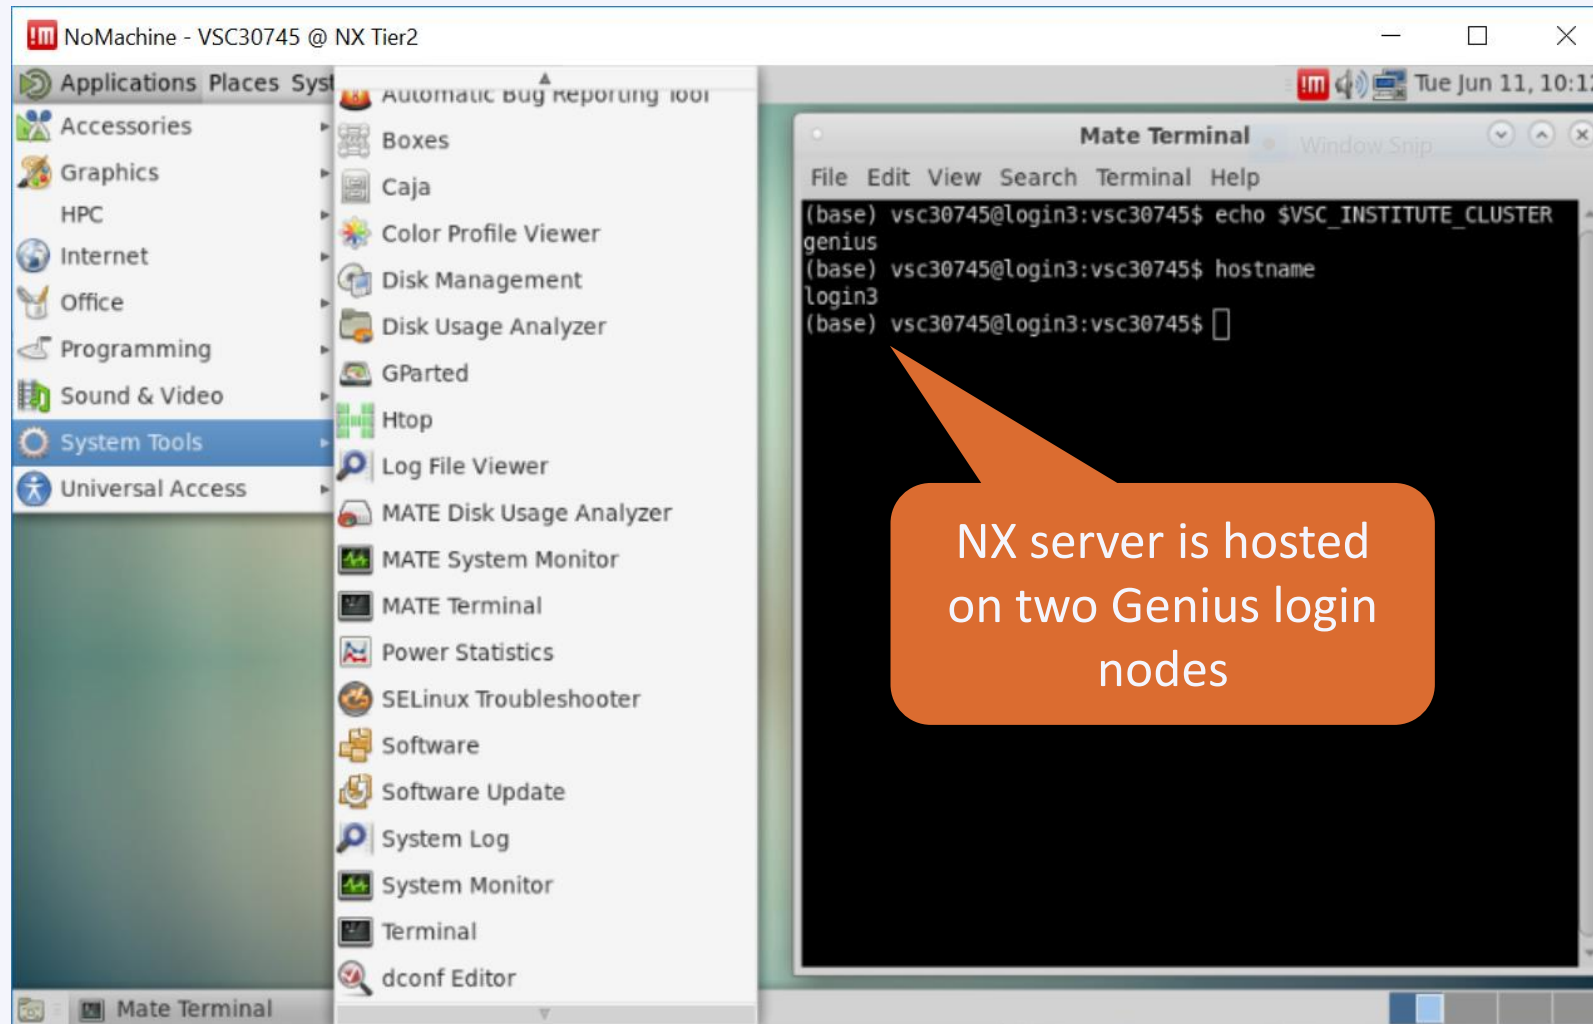 NoMachine - VSC30745 @ NX Tier2
Applications Places Syst
Tue Jun 11, 10:12
Accessories
Graphics
HPC
Internet
Office
Programming
Sound & Video
System Tools
Universal Access
Automatic Bug Reporting Tool
Boxes
Caja
Color Profile Viewer
Disk Management
Disk Usage Analyzer
GParted
Htop
Log File Viewer
MATE Disk Usage Analyzer
MATE System Monitor
MATE Terminal
Power Statistics
SELinux Troubleshooter
Software
Software Update
System Log
System Monitor
Terminal
dconf Editor
Mate Terminal
Window Snip
File Edit View Search Terminal Help
(base) vsc30745@login3:vsc30745$ echo $VSC_INSTITUTE_CLUSTER
genius
(base) vsc30745@login3:vsc30745$ hostname
login3
(base) vsc30745@login3:vsc30745$
NX server is hosted
on two Genius login
nodes
Mate Terminal